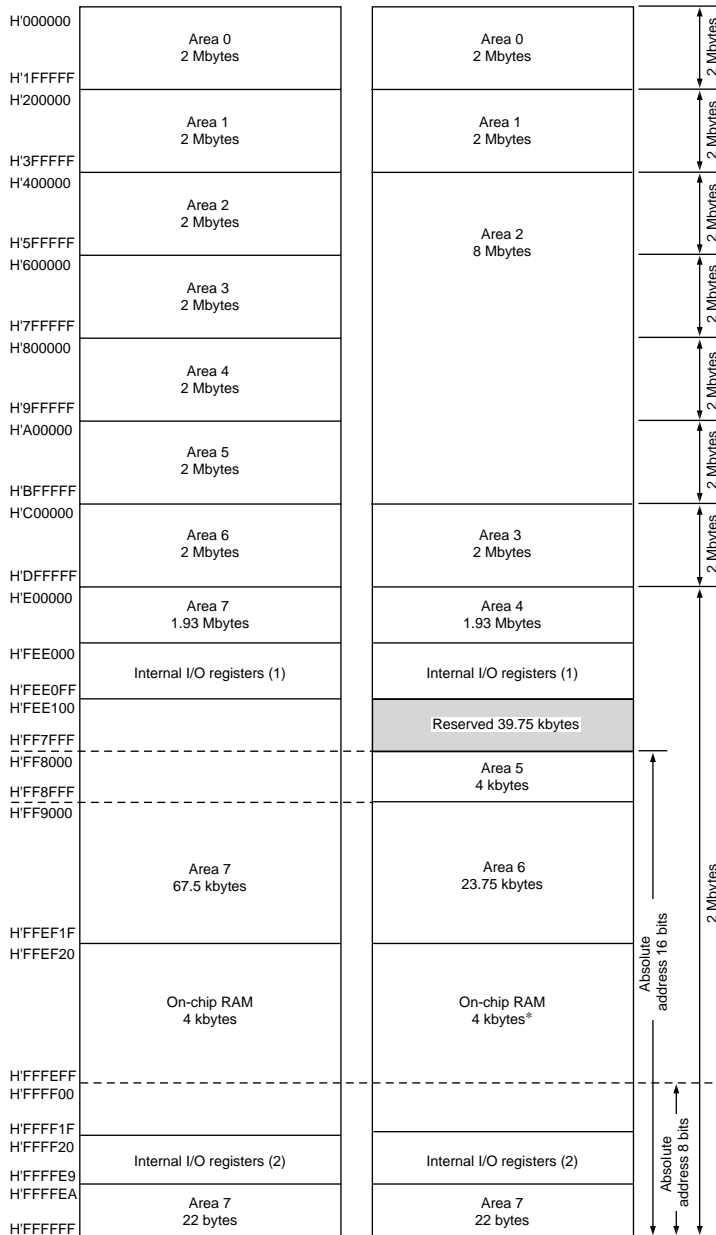 H'000000
H'1FFFFF
H'200000
H'3FFFFF
H'400000
H'5FFFFF
H'600000
H'7FFFFF
H'800000
H'9FFFFF
H'A00000
H'BFFFFF
H'C00000
H'DFFFFF
H'E00000
H'FEE000
H'FEE0FF
H'FEE100
H'FF7FFF
H'FF8000
H'FF8FFF
H'FF9000
H'FFEF1F
H'FFEF20
H'FFFEFF
H'FFFF00
H'FFFF1F
H'FFFF20
H'FFFFE9
H'FFFFEA
H'FFFFFF
Area 0
2 Mbytes
Area 1
2 Mbytes
Area 2
2 Mbytes
Area 3
2 Mbytes
Area 4
2 Mbytes
Area 5
2 Mbytes
Area 6
2 Mbytes
Area 7
1.93 Mbytes
Internal I/O registers (1)
Area 7
67.5 kbytes
On-chip RAM
4 kbytes
Internal I/O registers (2)
Area 7
22 bytes
Area 0
2 Mbytes
Area 1
2 Mbytes
Area 2
8 Mbytes
Area 3
2 Mbytes
Area 4
1.93 Mbytes
Internal I/O registers (1)
Reserved 39.75 kbytes
Area 5
4 kbytes
Area 6
23.75 kbytes
On-chip RAM
4 kbytes*
Internal I/O registers (2)
Area 7
22 bytes
2 Mbytes
2 Mbytes
2 Mbytes
2 Mbytes
2 Mbytes
2 Mbytes
2 Mbytes
2 Mbytes
Absolute
address 16 bits
Absolute
address 8 bits